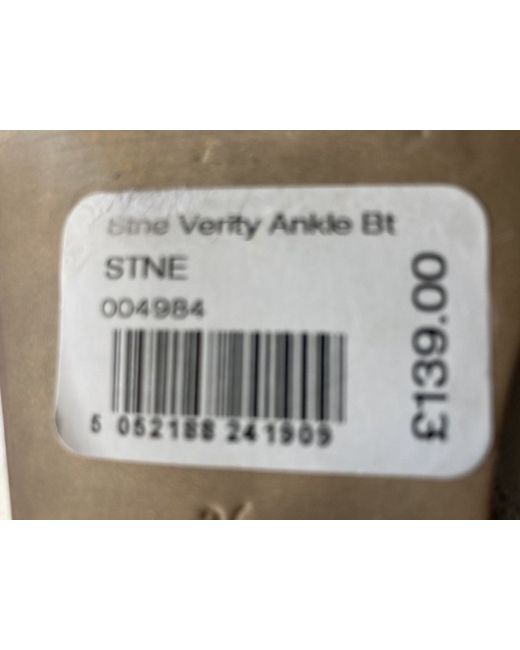 Stne Verity Ankle Bt
STNE
004984
5 052188 241909
£139.00